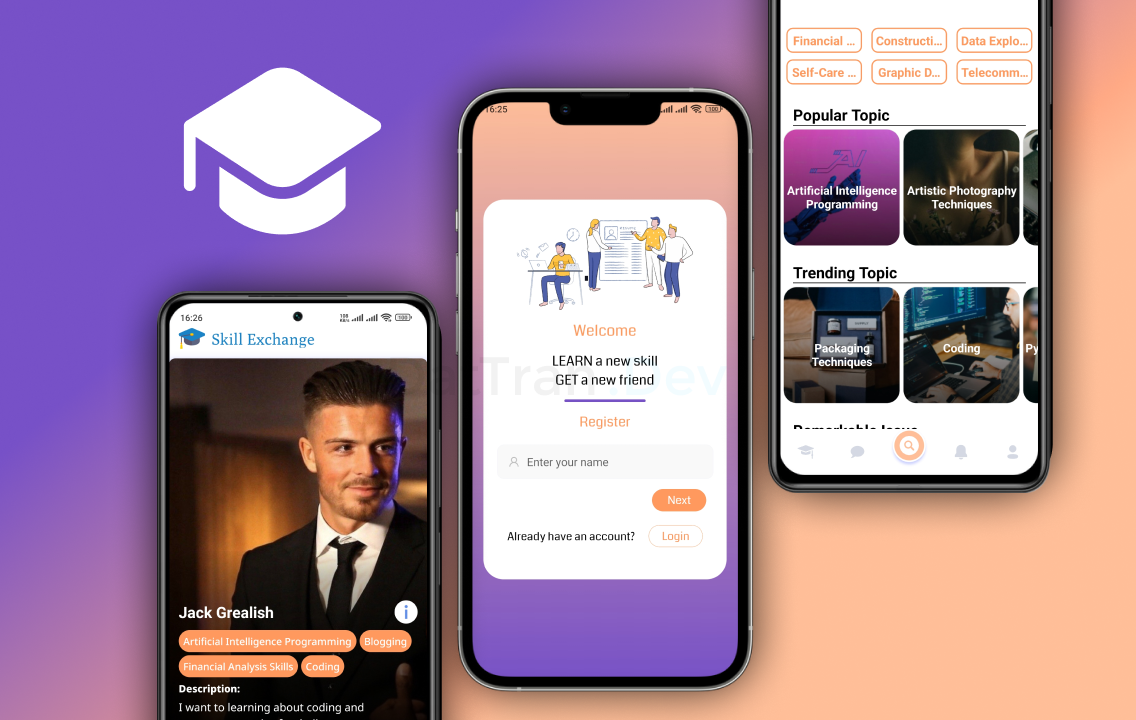 16:26
Skill Exchange
Jack Grealish
Artificial Intelligence Programming
Blogging
Financial Analysis Skills
Coding
Description:
I want to learning about coding and
16:25
100
RESUME
Welcome
LEARN a new skill
GET a new friend
Register
Enter your name
Next
Already have an account?
Login
Financial ...
Constructi...
Data Explo...
Self-Care ...
Graphic D...
Telecomm...
Popular Topic
AI
Artificial Intelligence
Programming
Artistic Photography
Techniques
Trending Topic
Packaging
Techniques
Coding
Py